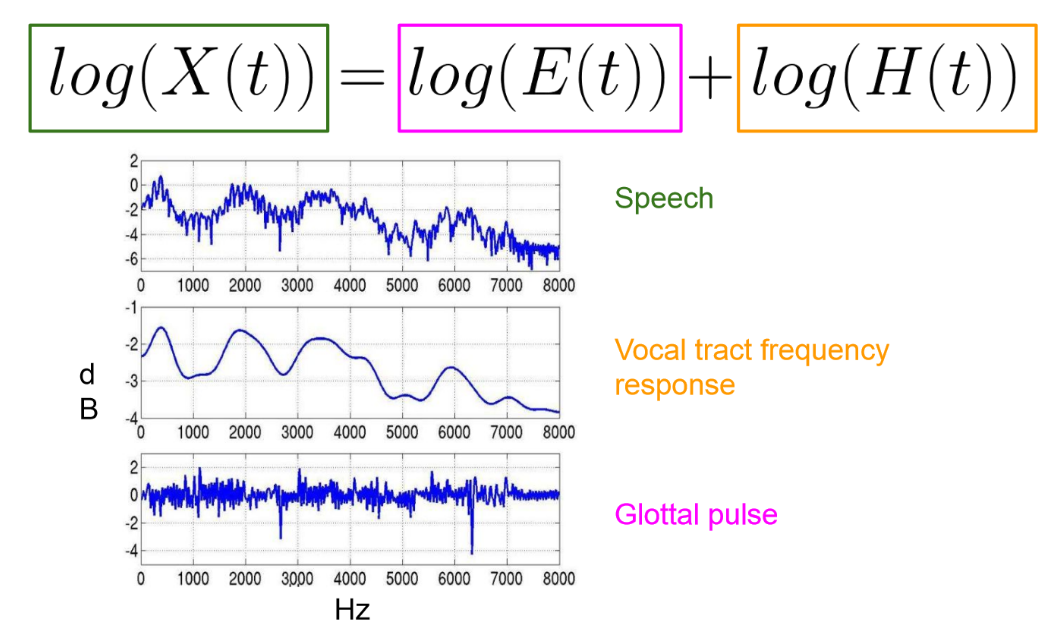 log(X(t)) = log(E(t)) + log(H(t))
2
0
-2
-4
-6
0 1000 2000 3000 4000 5000 6000 7000 8000
Speech
-1
-2
-3
-4
0 1000 2000 3000 4000 5000 6000 7000 8000
d
B
Vocal tract frequency
response
2
0
-2
-4
0 1000 2000 3000 4000 5000 6000 7000 8000
Hz
Glottal pulse